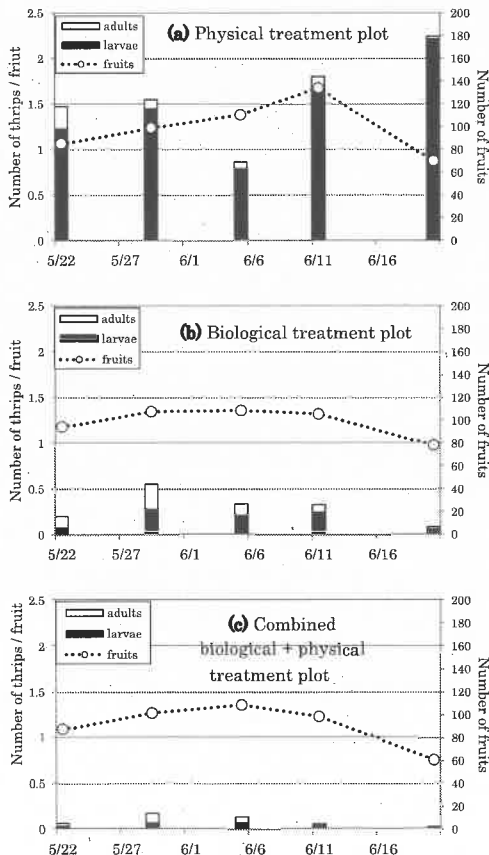 Number of thrips / friut
2.5
2
1.5
1
0.5
0
adults
larvae
fruits
(a) Physical treatment plot
200
180
160
140
120
100
80
60
40
20
0
Number of fruits
5/22 5/27 6/1 6/6 6/11 6/16
Number of thrips / fruit
2.5
2
1.5
1
0.5
0
adults
larvae
fruits
(b) Biological treatment plot
200
180
160
140
120
100
80
60
40
20
0
Number of fruits
5/22 5/27 6/1 6/6 6/11 6/16
Number of thrips / fruit
2.5
2
1.5
1
0.5
0
adults
larvae
fruits
(c) Combined
biological + physical
treatment plot
200
180
160
140
120
100
80
60
40
20
0
Number of fruits
5/22 5/27 6/1 6/6 6/11 6/16